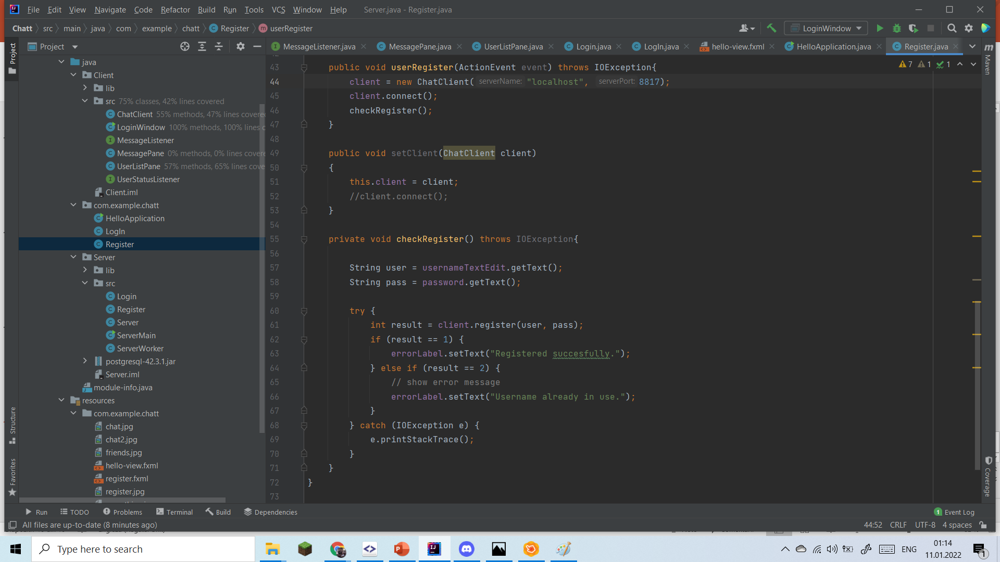 File Edit View Navigate Code Refactor Build Run Tools VCS Window Help Server.java - Register.java
Chatt src main java com example chatt Register userRegister LoginWindow
Project
MessageListener.java MessagePane.java UserListPane.java Login.java LogIn.java hello-view.fxml HelloApplication.java Register.java
Project
Structure
Favorites
Maven
Coverage
java
Client
lib
src 75% classes, 42% lines covered
ChatClient 55% methods, 47% lines covere
LoginWindow 100% methods, 100% lines c
MessageListener
MessagePane 0% methods, 0% lines covere
UserListPane 57% methods, 65% lines cove
UserStatusListener
Client.iml
com.example.chatt
HelloApplication
LogIn
Register
Server
lib
src
Login
Register
Server
ServerMain
ServerWorker
postgresql-42.3.1.jar
Server.iml
module-info.java
resources
com.example.chatt
chat.jpg
chat2.jpg
friends.jpg
hello-view.fxml
register.fxml
register.jpg
7 1 1
43 public void userRegister(ActionEvent event) throws IOException{
44 client = new ChatClient( serverName: "localhost", serverPort: 8817);
45 client.connect();
46 checkRegister();
47 }
48
49 public void setClient(ChatClient client)
50 {
51 this.client = client;
52 //client.connect();
53 }
54
55 private void checkRegister() throws IOException{
56
57 String user = usernameTextEdit.getText();
58 String pass = password.getText();
59
60 try {
61 int result = client.register(user, pass);
62 if (result == 1) {
63 errorLabel.setText("Registered succesfully.");
64 } else if (result == 2) {
65 // show error message
66 errorLabel.setText("Username already in use.");
67 }
68 } catch (IOException e) {
69 e.printStackTrace();
70 }
71 }
72 }
73
Run TODO Problems Terminal Build Dependencies 1 Event Log
All files are up-to-date (8 minutes ago) 44:52 CRLF UTF-8 4 spaces
Type here to search
ENG
01:14
11.01.2022
1